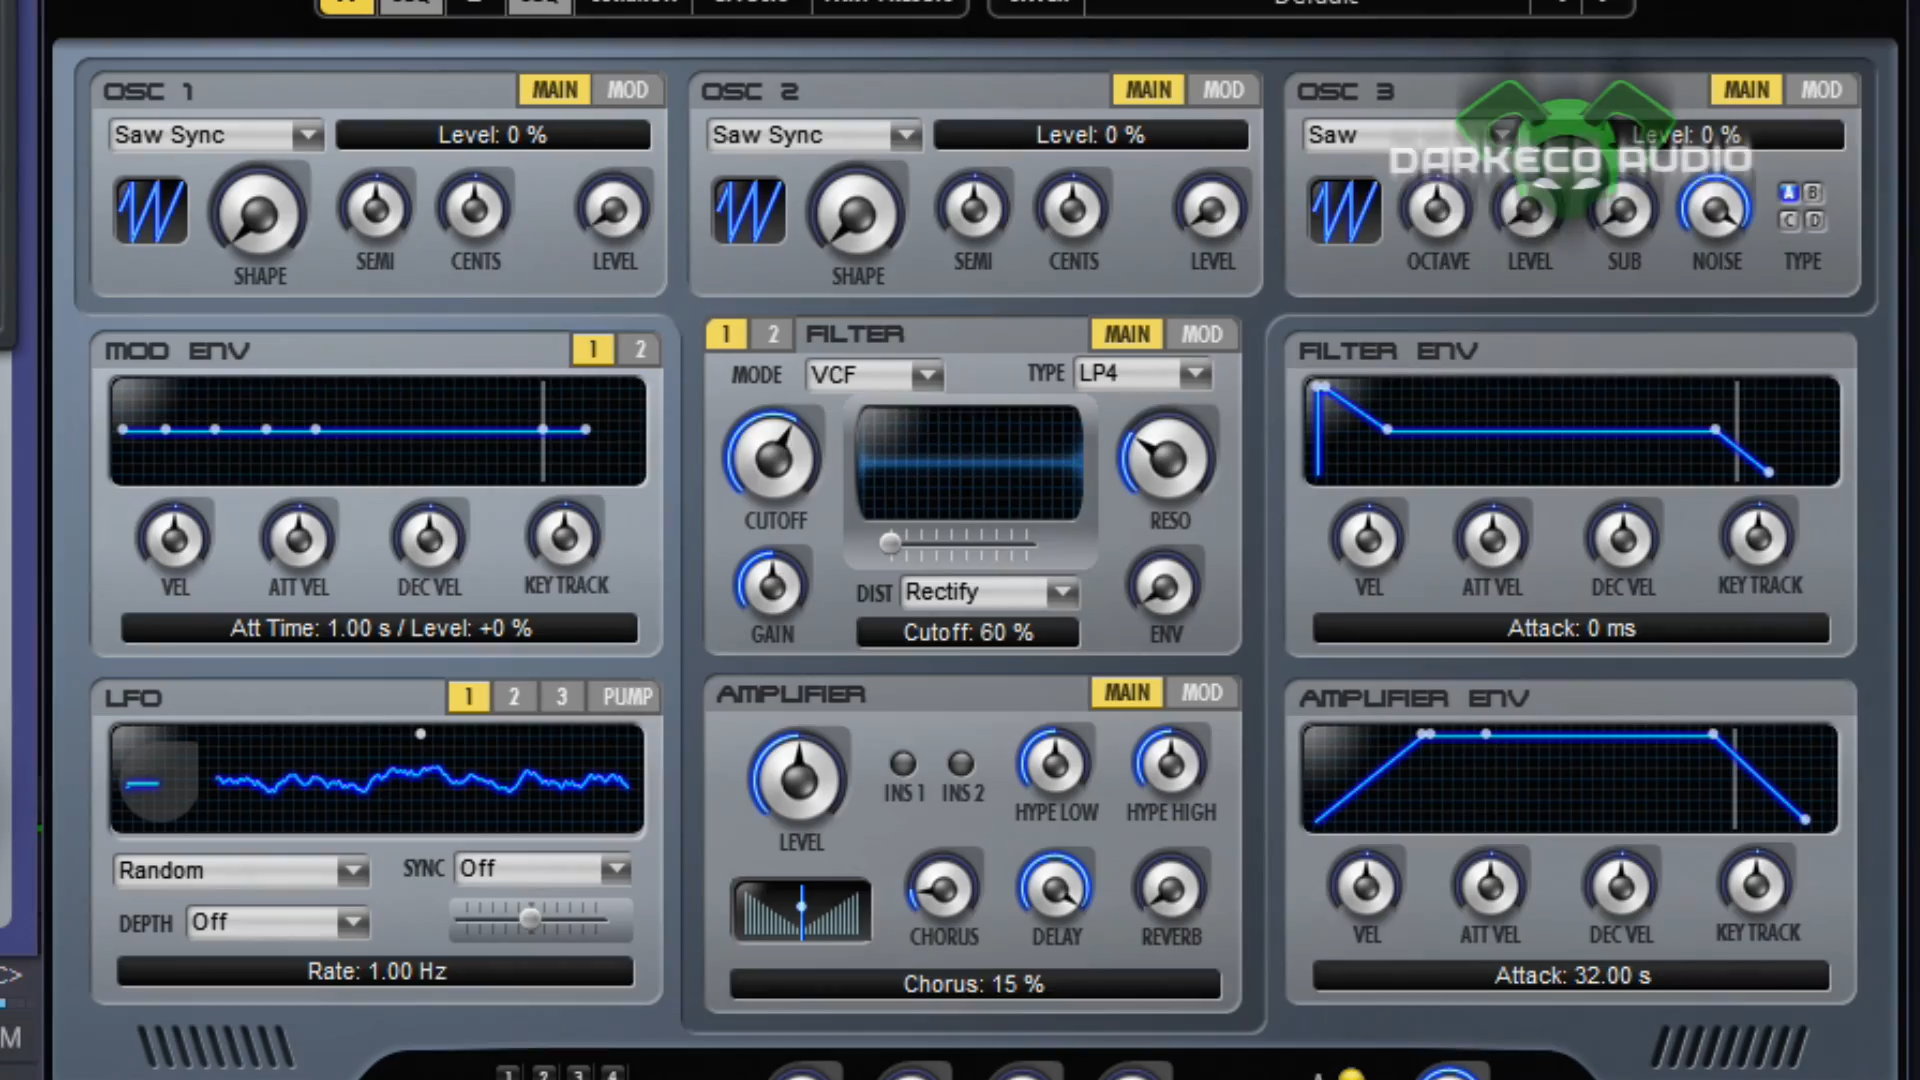 Default
OSC 1 MAIN MOD
Saw Sync Level: 0 %
SHAPE SEMI CENTS LEVEL
OSC 2 MAIN MOD
Saw Sync Level: 0 %
SHAPE SEMI CENTS LEVEL
OSC 3 MAIN MOD
Saw Level: 0 %
DARKECO AUDIO
A B
C D
OCTAVE LEVEL SUB NOISE TYPE
MOD ENV 1 2
VEL ATT VEL DEC VEL KEY TRACK
Att Time: 1.00 s / Level: +0 %
1 2 FILTER MAIN MOD
MODE VCF TYPE LP4
CUTOFF RESO
DIST Rectify
GAIN Cutoff: 60 % ENV
FILTER ENV
VEL ATT VEL DEC VEL KEY TRACK
Attack: 0 ms
LFO 1 2 3 PUMP
Random SYNC Off
DEPTH Off
Rate: 1.00 Hz
AMPLIFIER MAIN MOD
LEVEL INS 1 INS 2 HYPE LOW HYPE HIGH
CHORUS DELAY REVERB
Chorus: 15 %
AMPLIFIER ENV
VEL ATT VEL DEC VEL KEY TRACK
Attack: 32.00 s
1 2 3 4